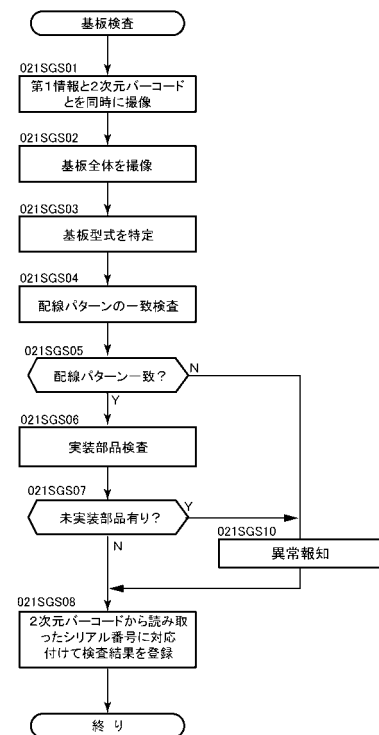 基板検査
021SGS01
第1情報と2次元バーコード
とを同時に撮像
021SGS02
基板全体を撮像
021SGS03
基板型式を特定
021SGS04
配線パターンの一致検査
021SGS05
配線パターン一致?
N
Y
021SGS06
実装部品検査
021SGS07
未実装部品有り?
Y
N
021SGS10
異常報知
021SGS08
2次元バーコードから読み取
ったシリアル番号に対応
付けて検査結果を登録
終り